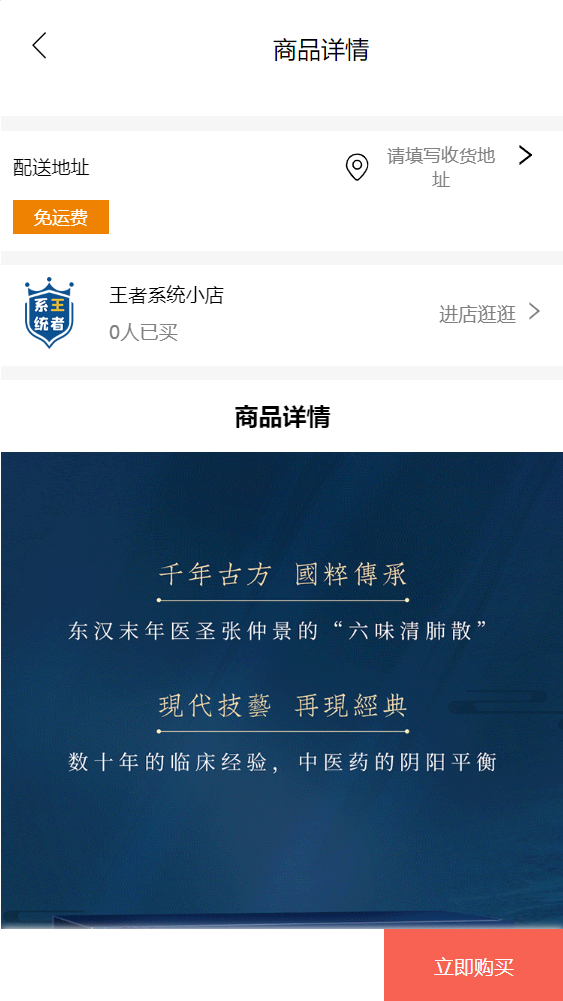 商品详情
配送地址
请填写收货地
址
免运费
系王
统者
王者系统小店
0人已买
进店逛逛
商品详情
千年古方 國粹傳承
东汉末年医圣张仲景的“六味清肺散”
現代技藝 再現經典
数十年的临床经验，中医药的阴阳平衡
立即购买